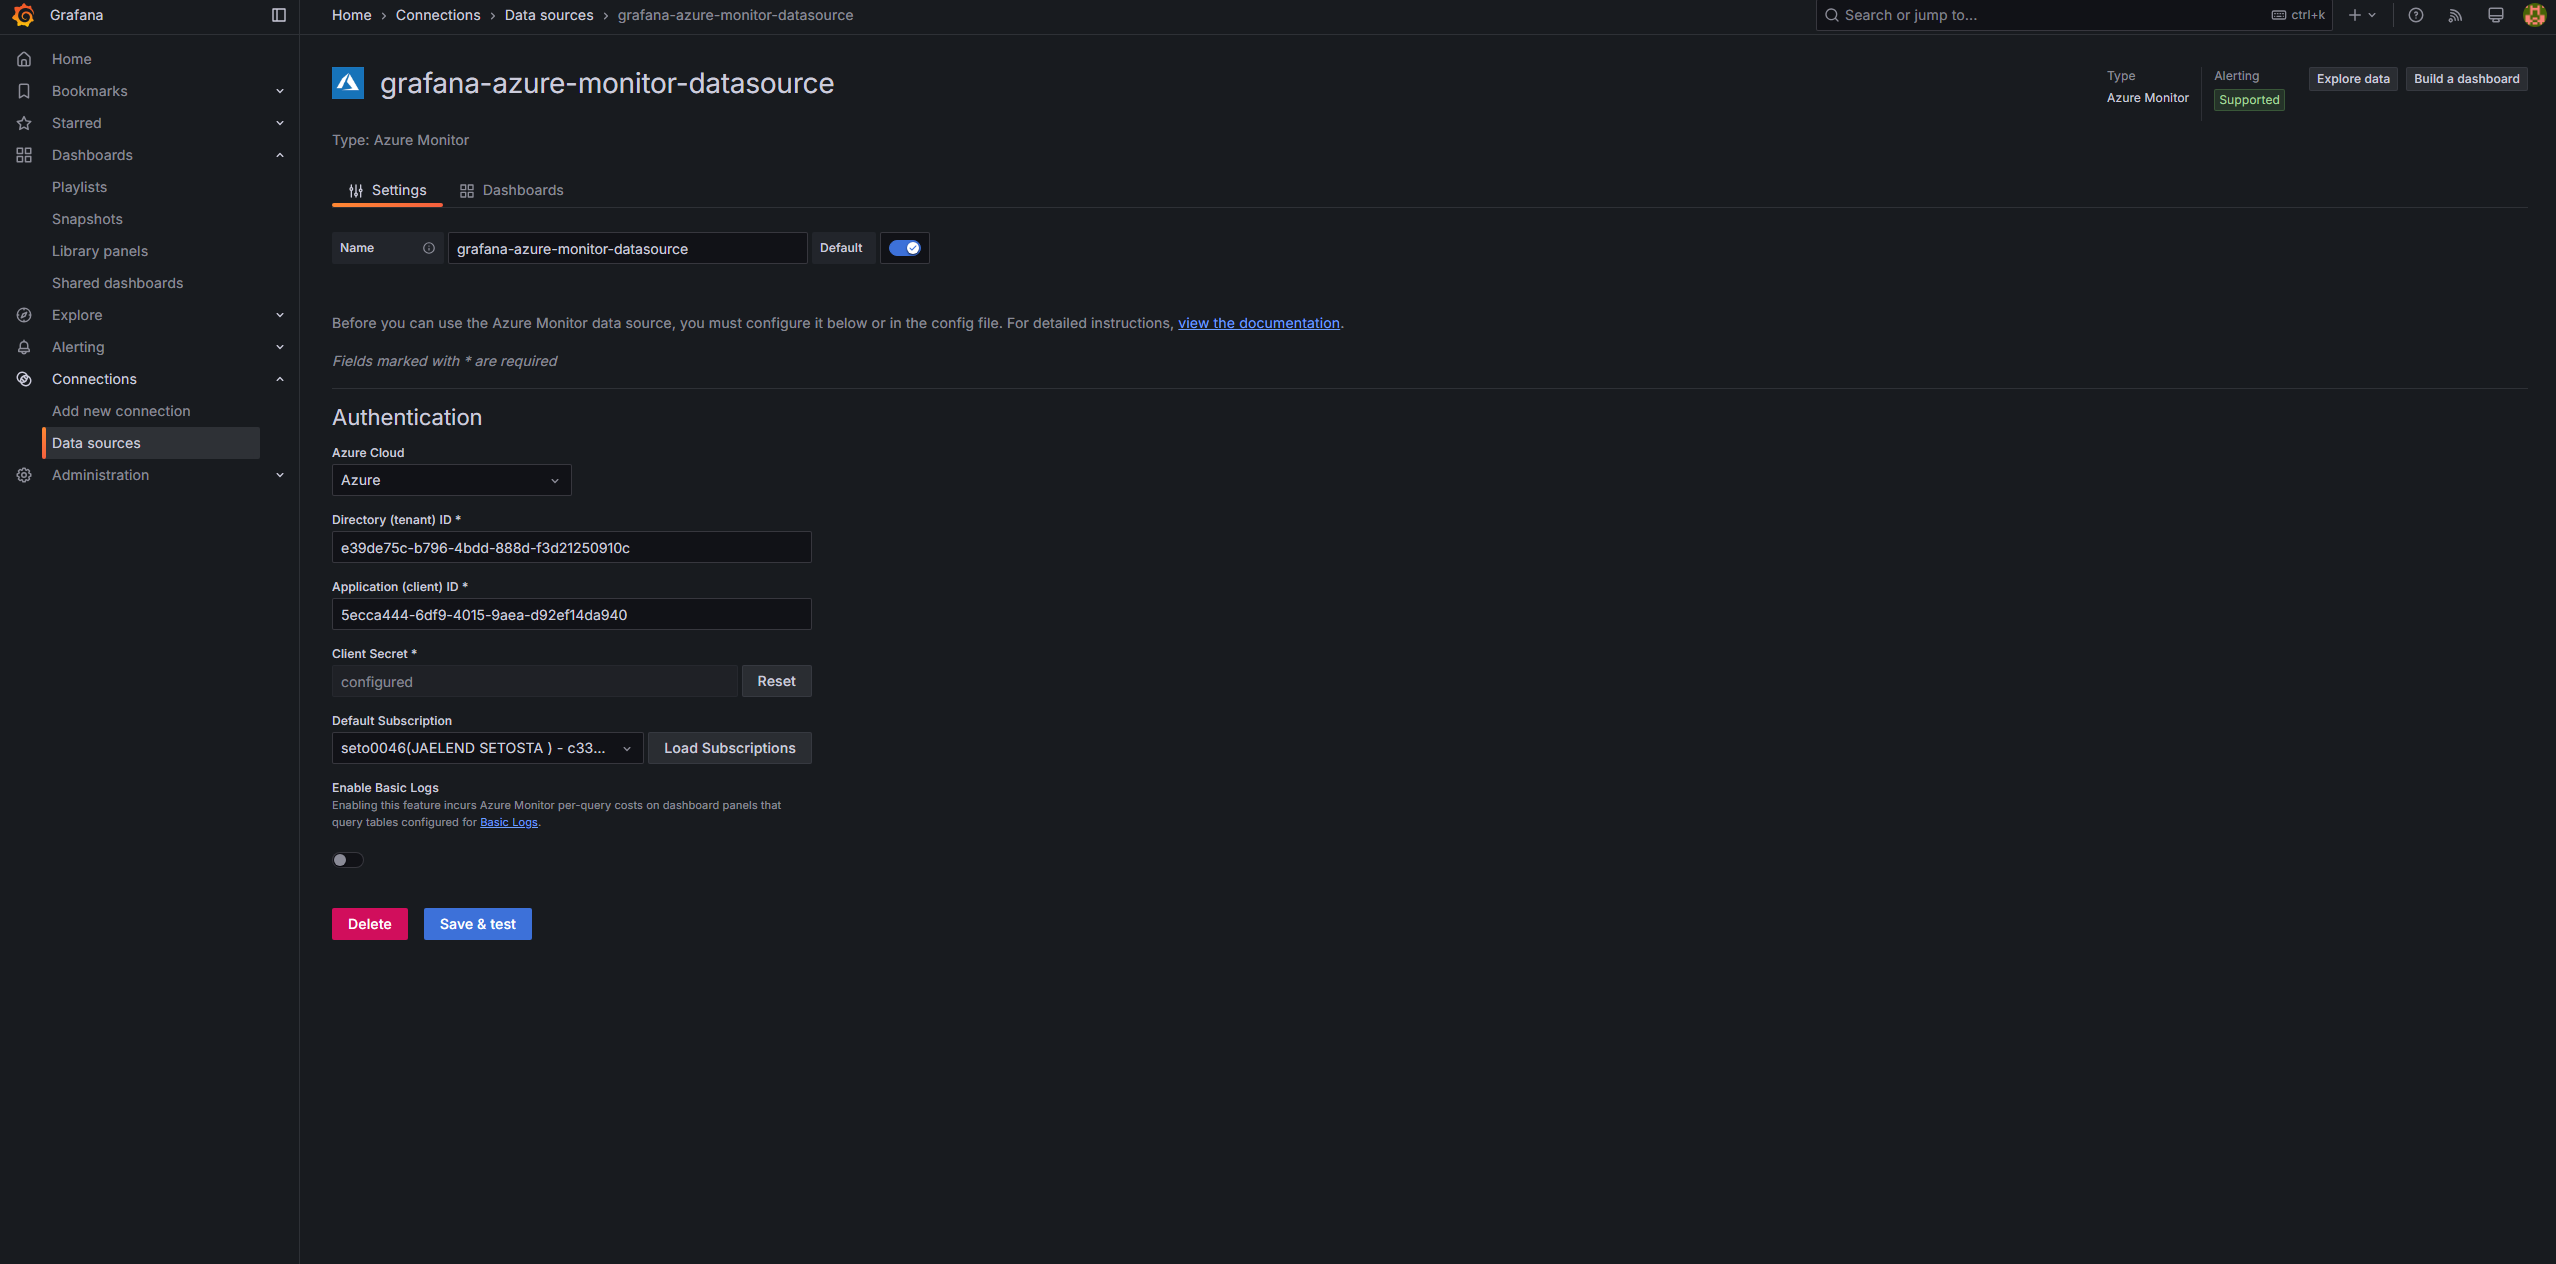 Grafana
Home
Bookmarks
Starred
Dashboards
Playlists
Snapshots
Library panels
Shared dashboards
Explore
Alerting
Connections
Add new connection
Data sources
Administration
Home › Connections › Data sources › grafana-azure-monitor-datasource
Search or jump to... ctrl+k
grafana-azure-monitor-datasource
Type
Azure Monitor
Alerting
Supported
Explore data
Build a dashboard
Type: Azure Monitor
Settings Dashboards
Name grafana-azure-monitor-datasource Default
Before you can use the Azure Monitor data source, you must configure it below or in the config file. For detailed instructions, view the documentation.
Fields marked with * are required
Authentication
Azure Cloud
Azure
Directory (tenant) ID *
e39de75c-b796-4bdd-888d-f3d21250910c
Application (client) ID *
5ecca444-6df9-4015-9aea-d92ef14da940
Client Secret *
configured Reset
Default Subscription
seto0046(JAELEND SETOSTA ) - c33... Load Subscriptions
Enable Basic Logs
Enabling this feature incurs Azure Monitor per-query costs on dashboard panels that
query tables configured for Basic Logs.
Delete Save & test